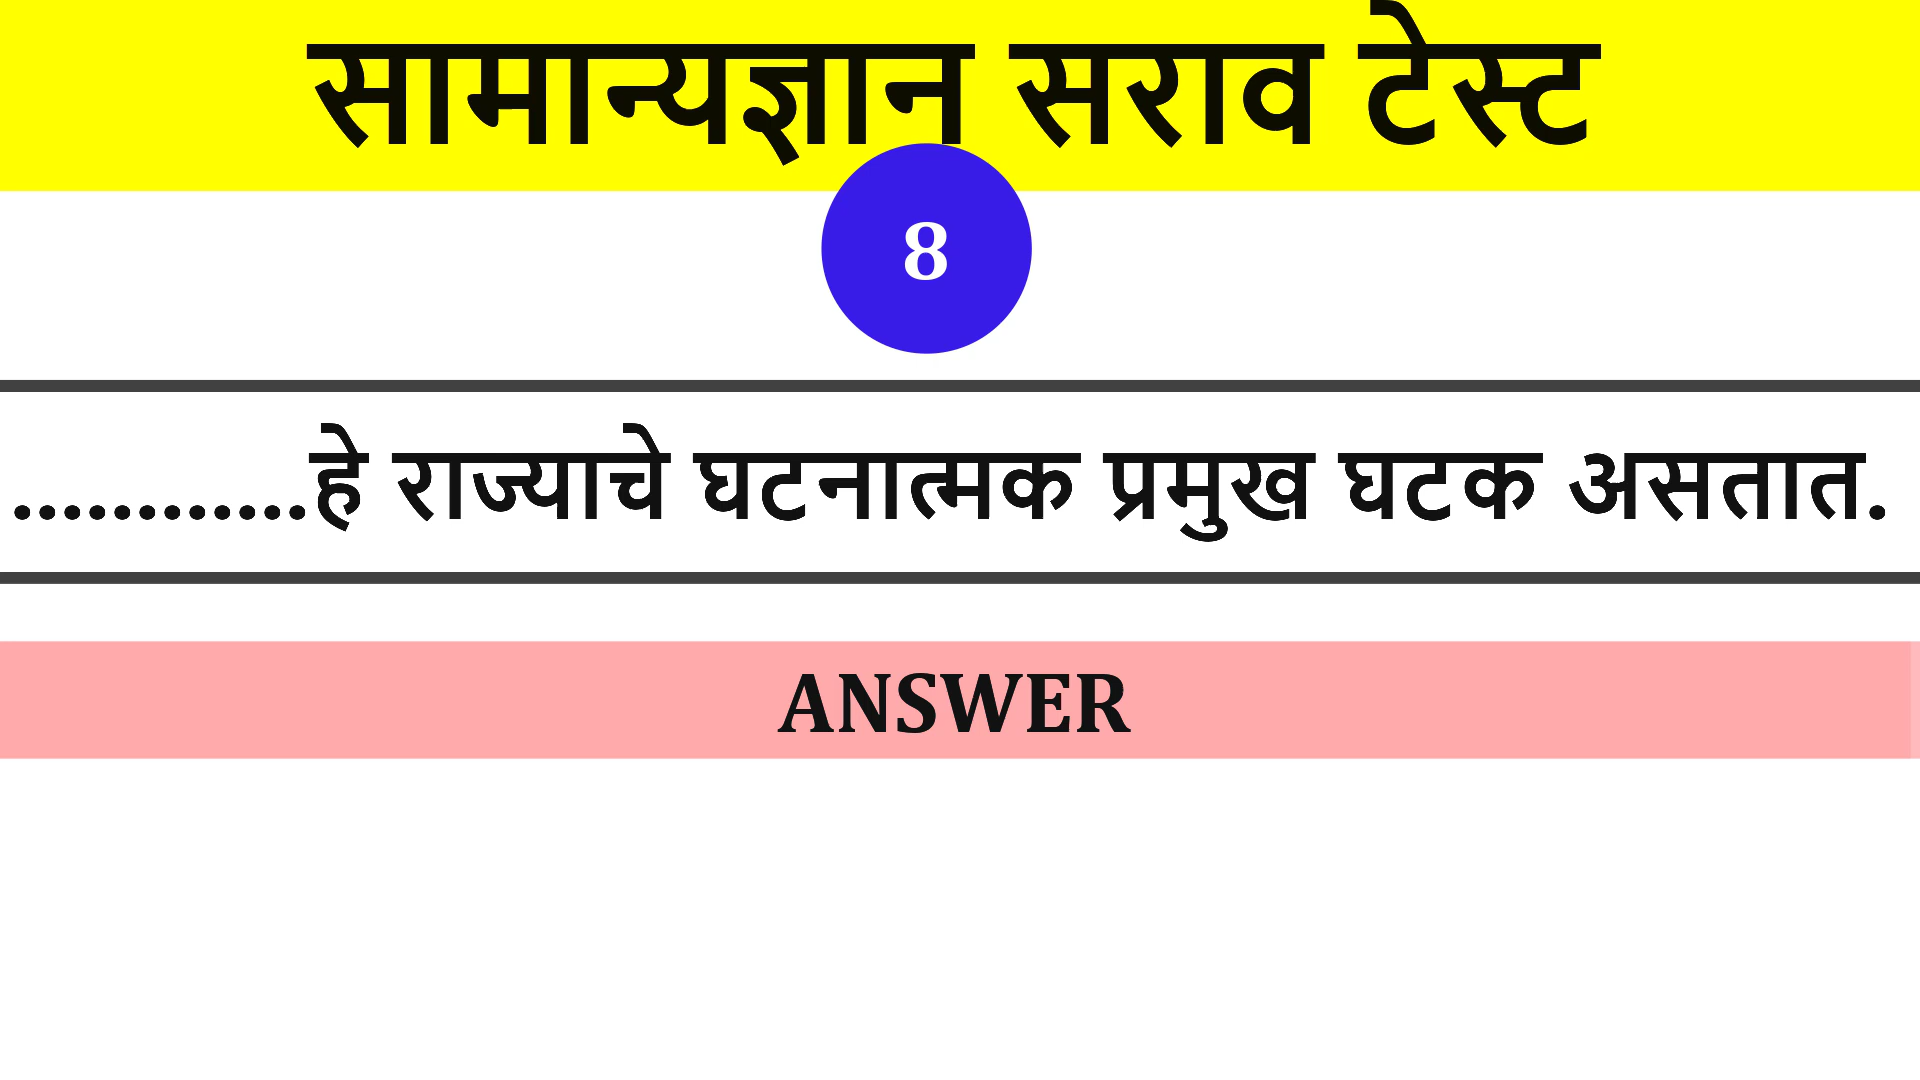 सामान्यज्ञान सराव टेस्ट
8
............हे राज्याचे घटनात्मक प्रमुख घटक असतात.
ANSWER